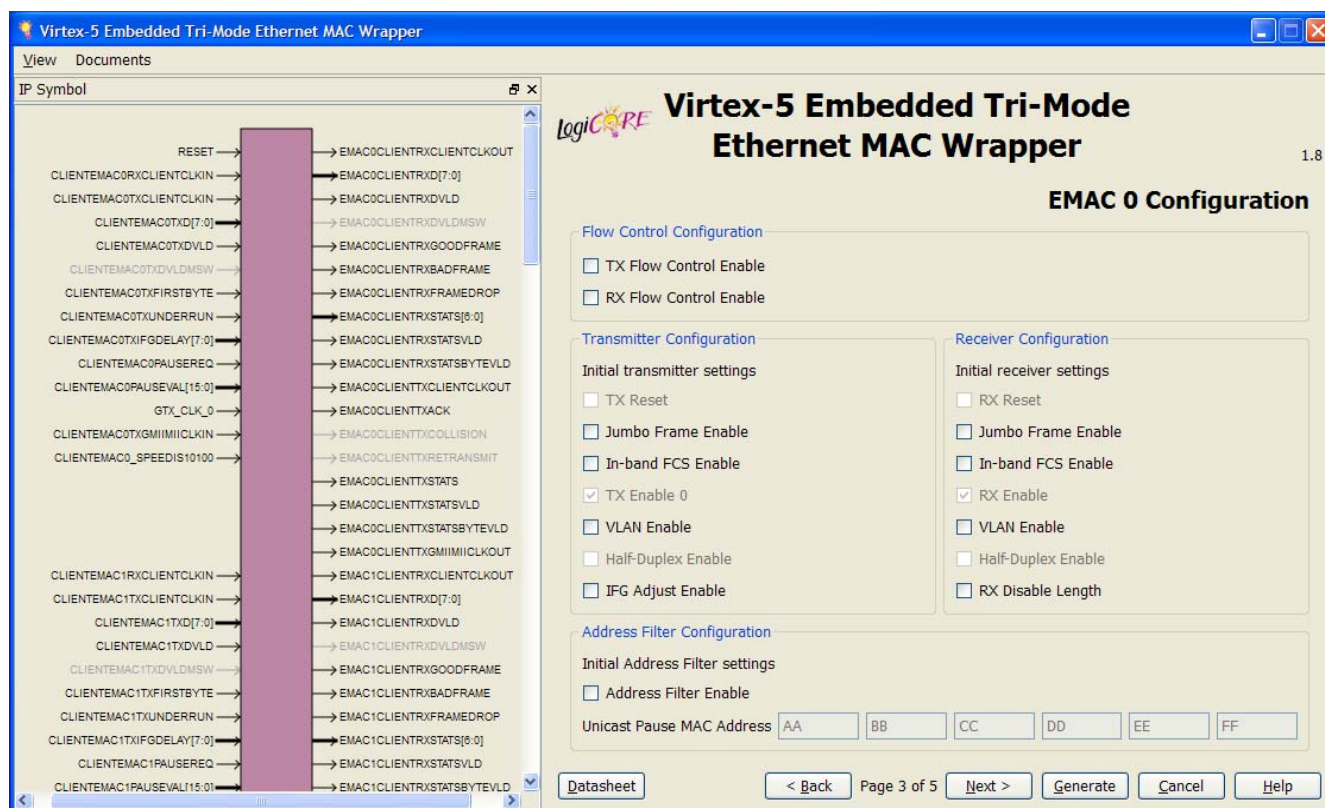 Virtex-5 Embedded Tri-Mode Ethernet MAC Wrapper
View Documents
IP Symbol
RESET
CLIENTEMAC0RXCLIENTCLKIN
CLIENTEMAC0TXCLIENTCLKIN
CLIENTEMAC0TXD[7:0]
CLIENTEMAC0TXDVLD
CLIENTEMAC0TXDVLDMSW
CLIENTEMAC0TXFIRSTBYTE
CLIENTEMAC0TXUNDERRUN
CLIENTEMAC0TXIFGDELAY[7:0]
CLIENTEMAC0PAUSEREQ
CLIENTEMAC0PAUSEVAL[15:0]
GTX_CLK_0
CLIENTEMAC0TXGMIIMIICLKIN
CLIENTEMAC0_SPEEDIS10100
CLIENTEMAC1RXCLIENTCLKIN
CLIENTEMAC1TXCLIENTCLKIN
CLIENTEMAC1TXD[7:0]
CLIENTEMAC1TXDVLD
CLIENTEMAC1TXDVLDMSW
CLIENTEMAC1TXFIRSTBYTE
CLIENTEMAC1TXUNDERRUN
CLIENTEMAC1TXIFGDELAY[7:0]
CLIENTEMAC1PAUSEREQ
CLIENTEMAC1PAUSEVAL[15:0]
EMAC0CLIENTRXCLIENTCLKOUT
EMAC0CLIENTRXD[7:0]
EMAC0CLIENTRXDVLD
EMAC0CLIENTRXDVLDMSW
EMAC0CLIENTRXGOODFRAME
EMAC0CLIENTRXBADFRAME
EMAC0CLIENTRXFRAMEDROP
EMAC0CLIENTRXSTATS[6:0]
EMAC0CLIENTRXSTATSVLD
EMAC0CLIENTRXSTATSBYTEVLD
EMAC0CLIENTTXCLIENTCLKOUT
EMAC0CLIENTTXACK
EMAC0CLIENTTXCOLLISION
EMAC0CLIENTTXRETRANSMIT
EMAC0CLIENTTXSTATS
EMAC0CLIENTTXSTATSVLD
EMAC0CLIENTTXSTATSBYTEVLD
EMAC0CLIENTTXGMIIMIICLKOUT
EMAC1CLIENTRXCLIENTCLKOUT
EMAC1CLIENTRXD[7:0]
EMAC1CLIENTRXDVLD
EMAC1CLIENTRXDVLDMSW
EMAC1CLIENTRXGOODFRAME
EMAC1CLIENTRXBADFRAME
EMAC1CLIENTRXFRAMEDROP
EMAC1CLIENTRXSTATS[6:0]
EMAC1CLIENTRXSTATSVLD
EMAC1CLIENTRXSTATSBYTEVLD
LogiCORE
Virtex-5 Embedded Tri-Mode
Ethernet MAC Wrapper
1.8
EMAC 0 Configuration
Flow Control Configuration
TX Flow Control Enable
RX Flow Control Enable
Transmitter Configuration
Initial transmitter settings
TX Reset
Jumbo Frame Enable
In-band FCS Enable
TX Enable 0
VLAN Enable
Half-Duplex Enable
IFG Adjust Enable
Receiver Configuration
Initial receiver settings
RX Reset
Jumbo Frame Enable
In-band FCS Enable
RX Enable
VLAN Enable
Half-Duplex Enable
RX Disable Length
Address Filter Configuration
Initial Address Filter settings
Address Filter Enable
Unicast Pause MAC Address AA BB CC DD EE FF
Datasheet < Back Page 3 of 5 Next > Generate Cancel Help